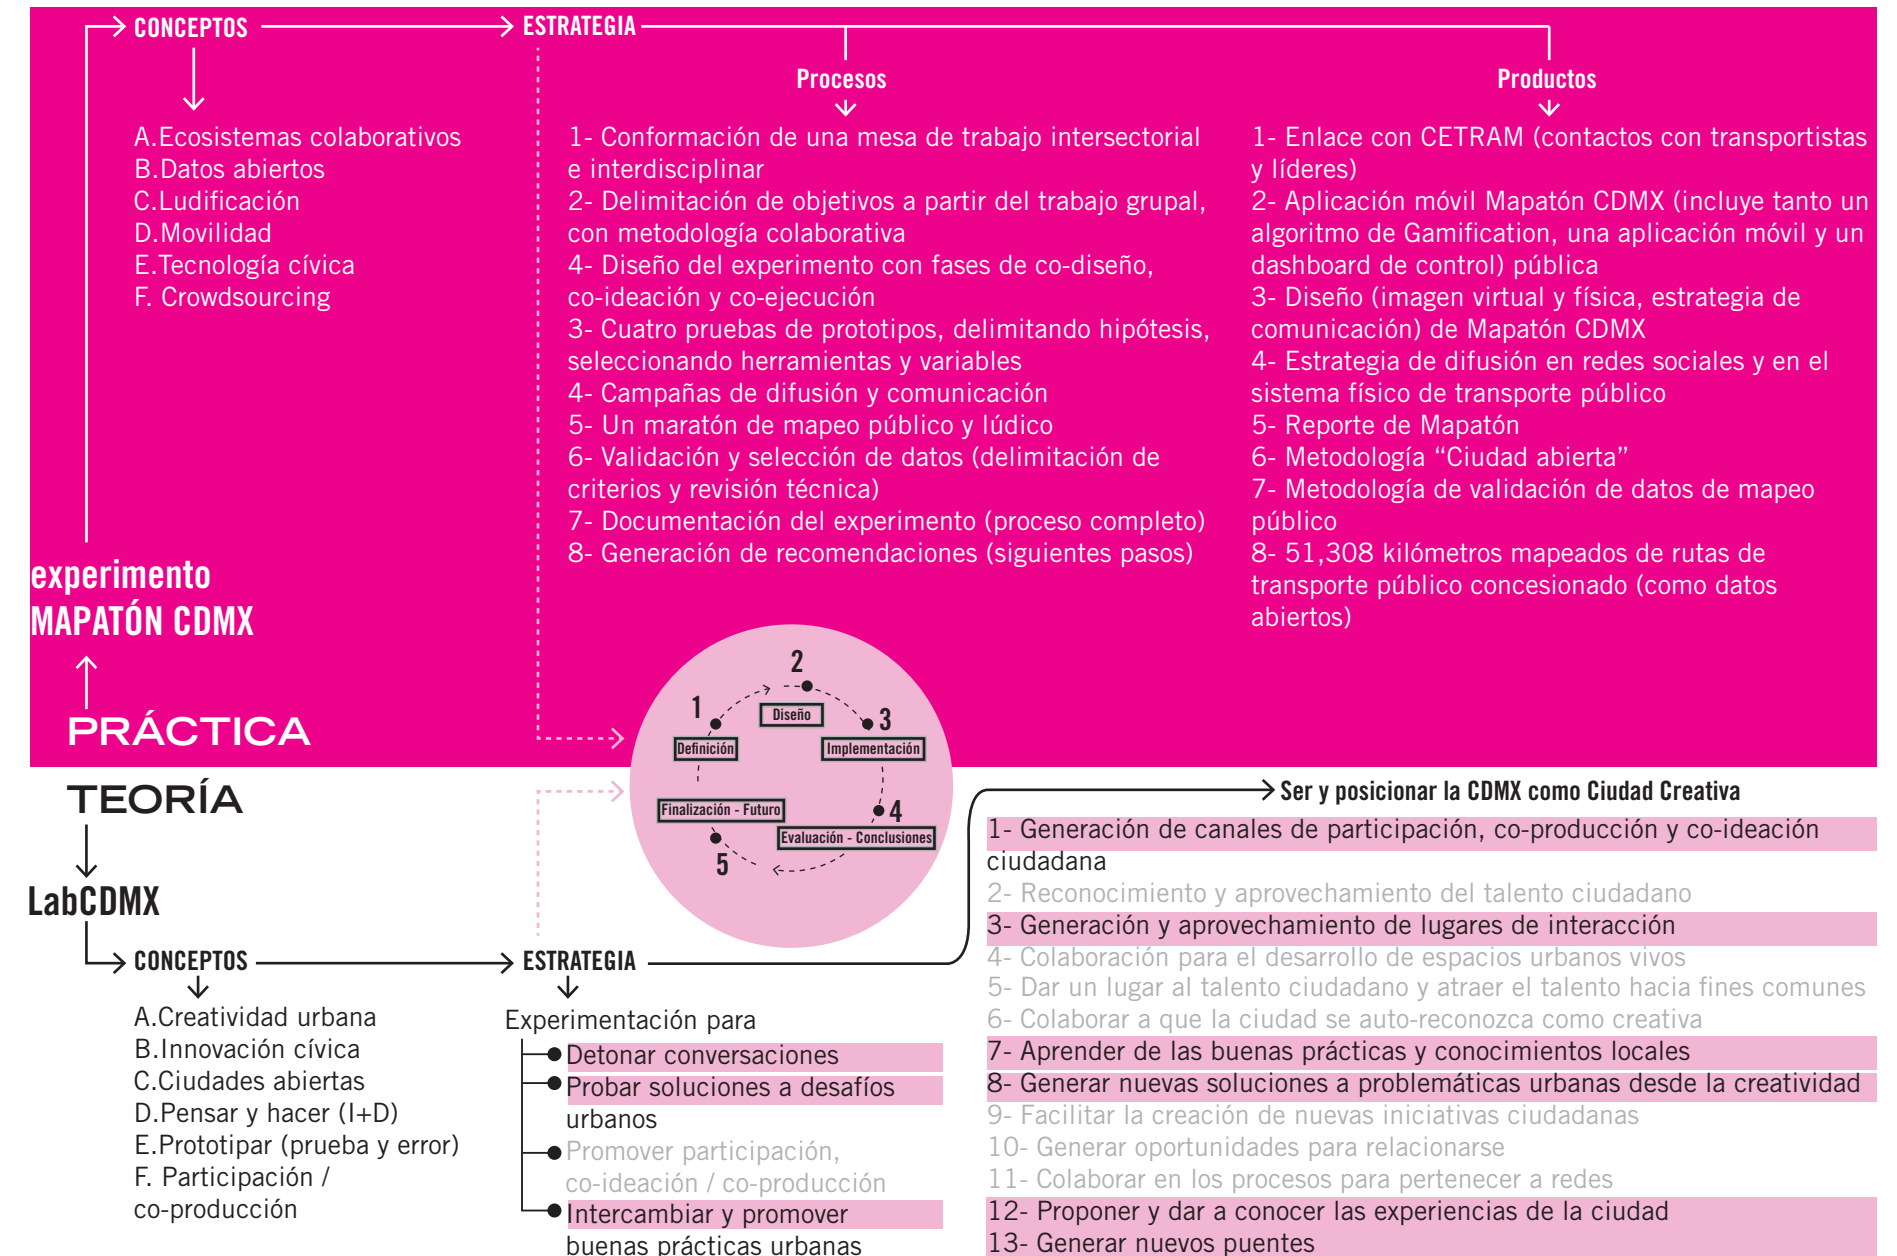 CONCEPTOS
ESTRATEGIA
Procesos
Productos
A.Ecosistemas colaborativos
B.Datos abiertos
C.Ludificación
D.Movilidad
E.Tecnología cívica
F. Crowdsourcing
1- Conformación de una mesa de trabajo intersectorial
e interdisciplinar
2- Delimitación de objetivos a partir del trabajo grupal,
con metodología colaborativa
4- Diseño del experimento con fases de co-diseño,
co-ideación y co-ejecución
3- Cuatro pruebas de prototipos, delimitando hipótesis,
seleccionando herramientas y variables
4- Campañas de difusión y comunicación
5- Un maratón de mapeo público y lúdico
6- Validación y selección de datos (delimitación de
criterios y revisión técnica)
7- Documentación del experimento (proceso completo)
8- Generación de recomendaciones (siguientes pasos)
1- Enlace con CETRAM (contactos con transportistas
y líderes)
2- Aplicación móvil Mapatón CDMX (incluye tanto un
algoritmo de Gamification, una aplicación móvil y un
dashboard de control) pública
3- Diseño (imagen virtual y física, estrategia de
comunicación) de Mapatón CDMX
4- Estrategia de difusión en redes sociales y en el
sistema físico de transporte público
5- Reporte de Mapatón
6- Metodología “Ciudad abierta”
7- Metodología de validación de datos de mapeo
público
8- 51,308 kilómetros mapeados de rutas de
transporte público concesionado (como datos
abiertos)
experimento
MAPATÓN CDMX
PRÁCTICA
1
Definición
2
Diseño
3
Implementación
4
Evaluación - Conclusiones
5
Finalización - Futuro
TEORÍA
LabCDMX
CONCEPTOS
A.Creatividad urbana
B.Innovación cívica
C.Ciudades abiertas
D.Pensar y hacer (I+D)
E.Prototipar (prueba y error)
F. Participación /
co-producción
ESTRATEGIA
Experimentación para
Detonar conversaciones
Probar soluciones a desafíos
urbanos
Promover participación,
co-ideación / co-producción
Intercambiar y promover
buenas prácticas urbanas
Ser y posicionar la CDMX como Ciudad Creativa
1- Generación de canales de participación, co-producción y co-ideación
ciudadana
2- Reconocimiento y aprovechamiento del talento ciudadano
3- Generación y aprovechamiento de lugares de interacción
4- Colaboración para el desarrollo de espacios urbanos vivos
5- Dar un lugar al talento ciudadano y atraer el talento hacia fines comunes
6- Colaborar a que la ciudad se auto-reconozca como creativa
7- Aprender de las buenas prácticas y conocimientos locales
8- Generar nuevas soluciones a problemáticas urbanas desde la creatividad
9- Facilitar la creación de nuevas iniciativas ciudadanas
10- Generar oportunidades para relacionarse
11- Colaborar en los procesos para pertenecer a redes
12- Proponer y dar a conocer las experiencias de la ciudad
13- Generar nuevos puentes